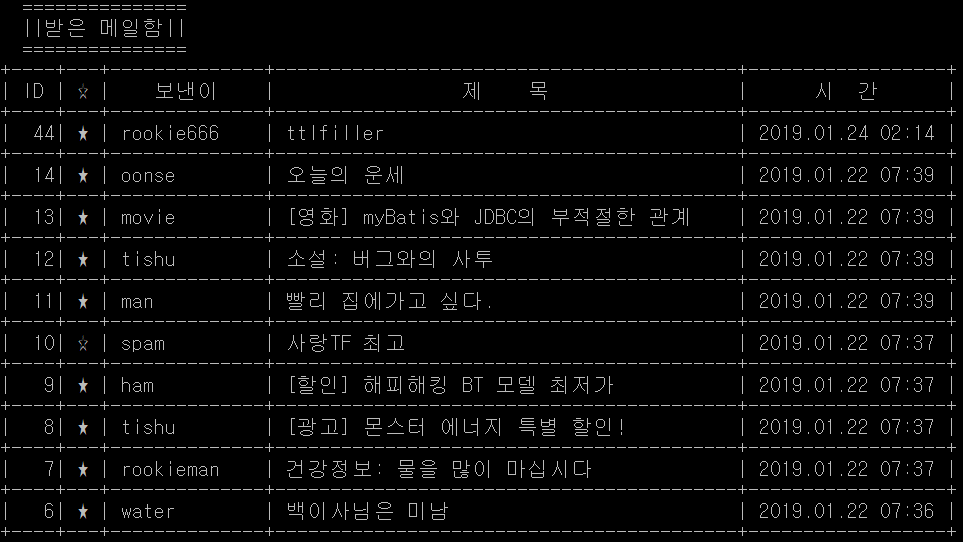 ===============
||받은 메일함||
===============
| ID | ☆ | 보낸이 | 제 목 | 시 간 |
| 44| ★ | rookie666 | ttlfiller | 2019.01.24 02:14 |
| 14| ★ | oonse | 오늘의 운세 | 2019.01.22 07:39 |
| 13| ★ | movie | [영화] myBatis와 JDBC의 부적절한 관계 | 2019.01.22 07:39 |
| 12| ★ | tishu | 소설: 버그와의 사투 | 2019.01.22 07:39 |
| 11| ★ | man | 빨리 집에가고 싶다. | 2019.01.22 07:39 |
| 10| ☆ | spam | 사랑TF 최고 | 2019.01.22 07:37 |
| 9| ★ | ham | [할인] 해피해킹 BT 모델 최저가 | 2019.01.22 07:37 |
| 8| ★ | tishu | [광고] 몬스터 에너지 특별 할인! | 2019.01.22 07:37 |
| 7| ★ | rookieman | 건강정보: 물을 많이 마십시다 | 2019.01.22 07:37 |
| 6| ★ | water | 백이사님은 미남 | 2019.01.22 07:36 |